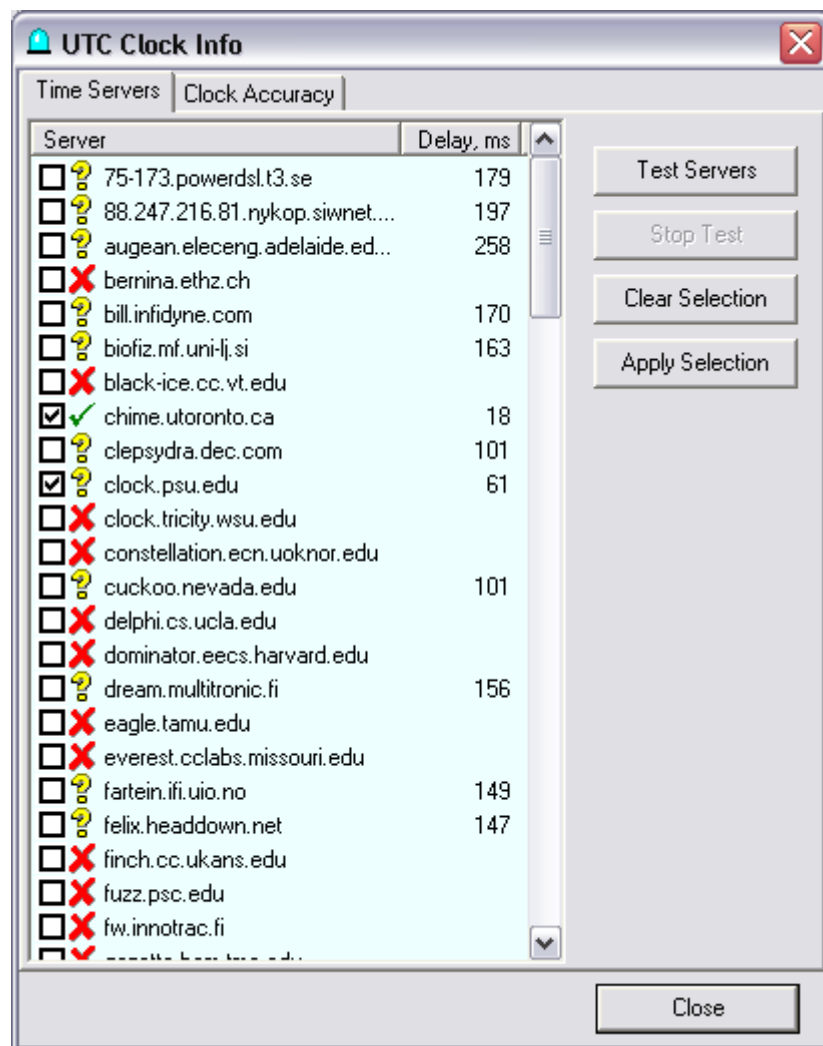 UTC Clock Info
Time Servers Clock Accuracy
Server Delay, ms
75-173.powerdsl.t3.se 179
88.247.216.81.nykop.siwnet.... 197
augean.eleceng.adelaide.ed... 258
bernina.ethz.ch
bill.infidyne.com 170
biofiz.mf.uni-lj.si 163
black-ice.cc.vt.edu
chime.utoronto.ca 18
clepsydra.dec.com 101
clock.psu.edu 61
clock.tricity.wsu.edu
constellation.ecn.uoknor.edu
cuckoo.nevada.edu 101
delphi.cs.ucla.edu
dominator.eecs.harvard.edu
dream.multitronic.fi 156
eagle.tamu.edu
everest.cclabs.missouri.edu
fartein.ifi.uio.no 149
felix.headdown.net 147
finch.cc.ukans.edu
fuzz.psc.edu
fw.innotrac.fi
Test Servers
Stop Test
Clear Selection
Apply Selection
Close